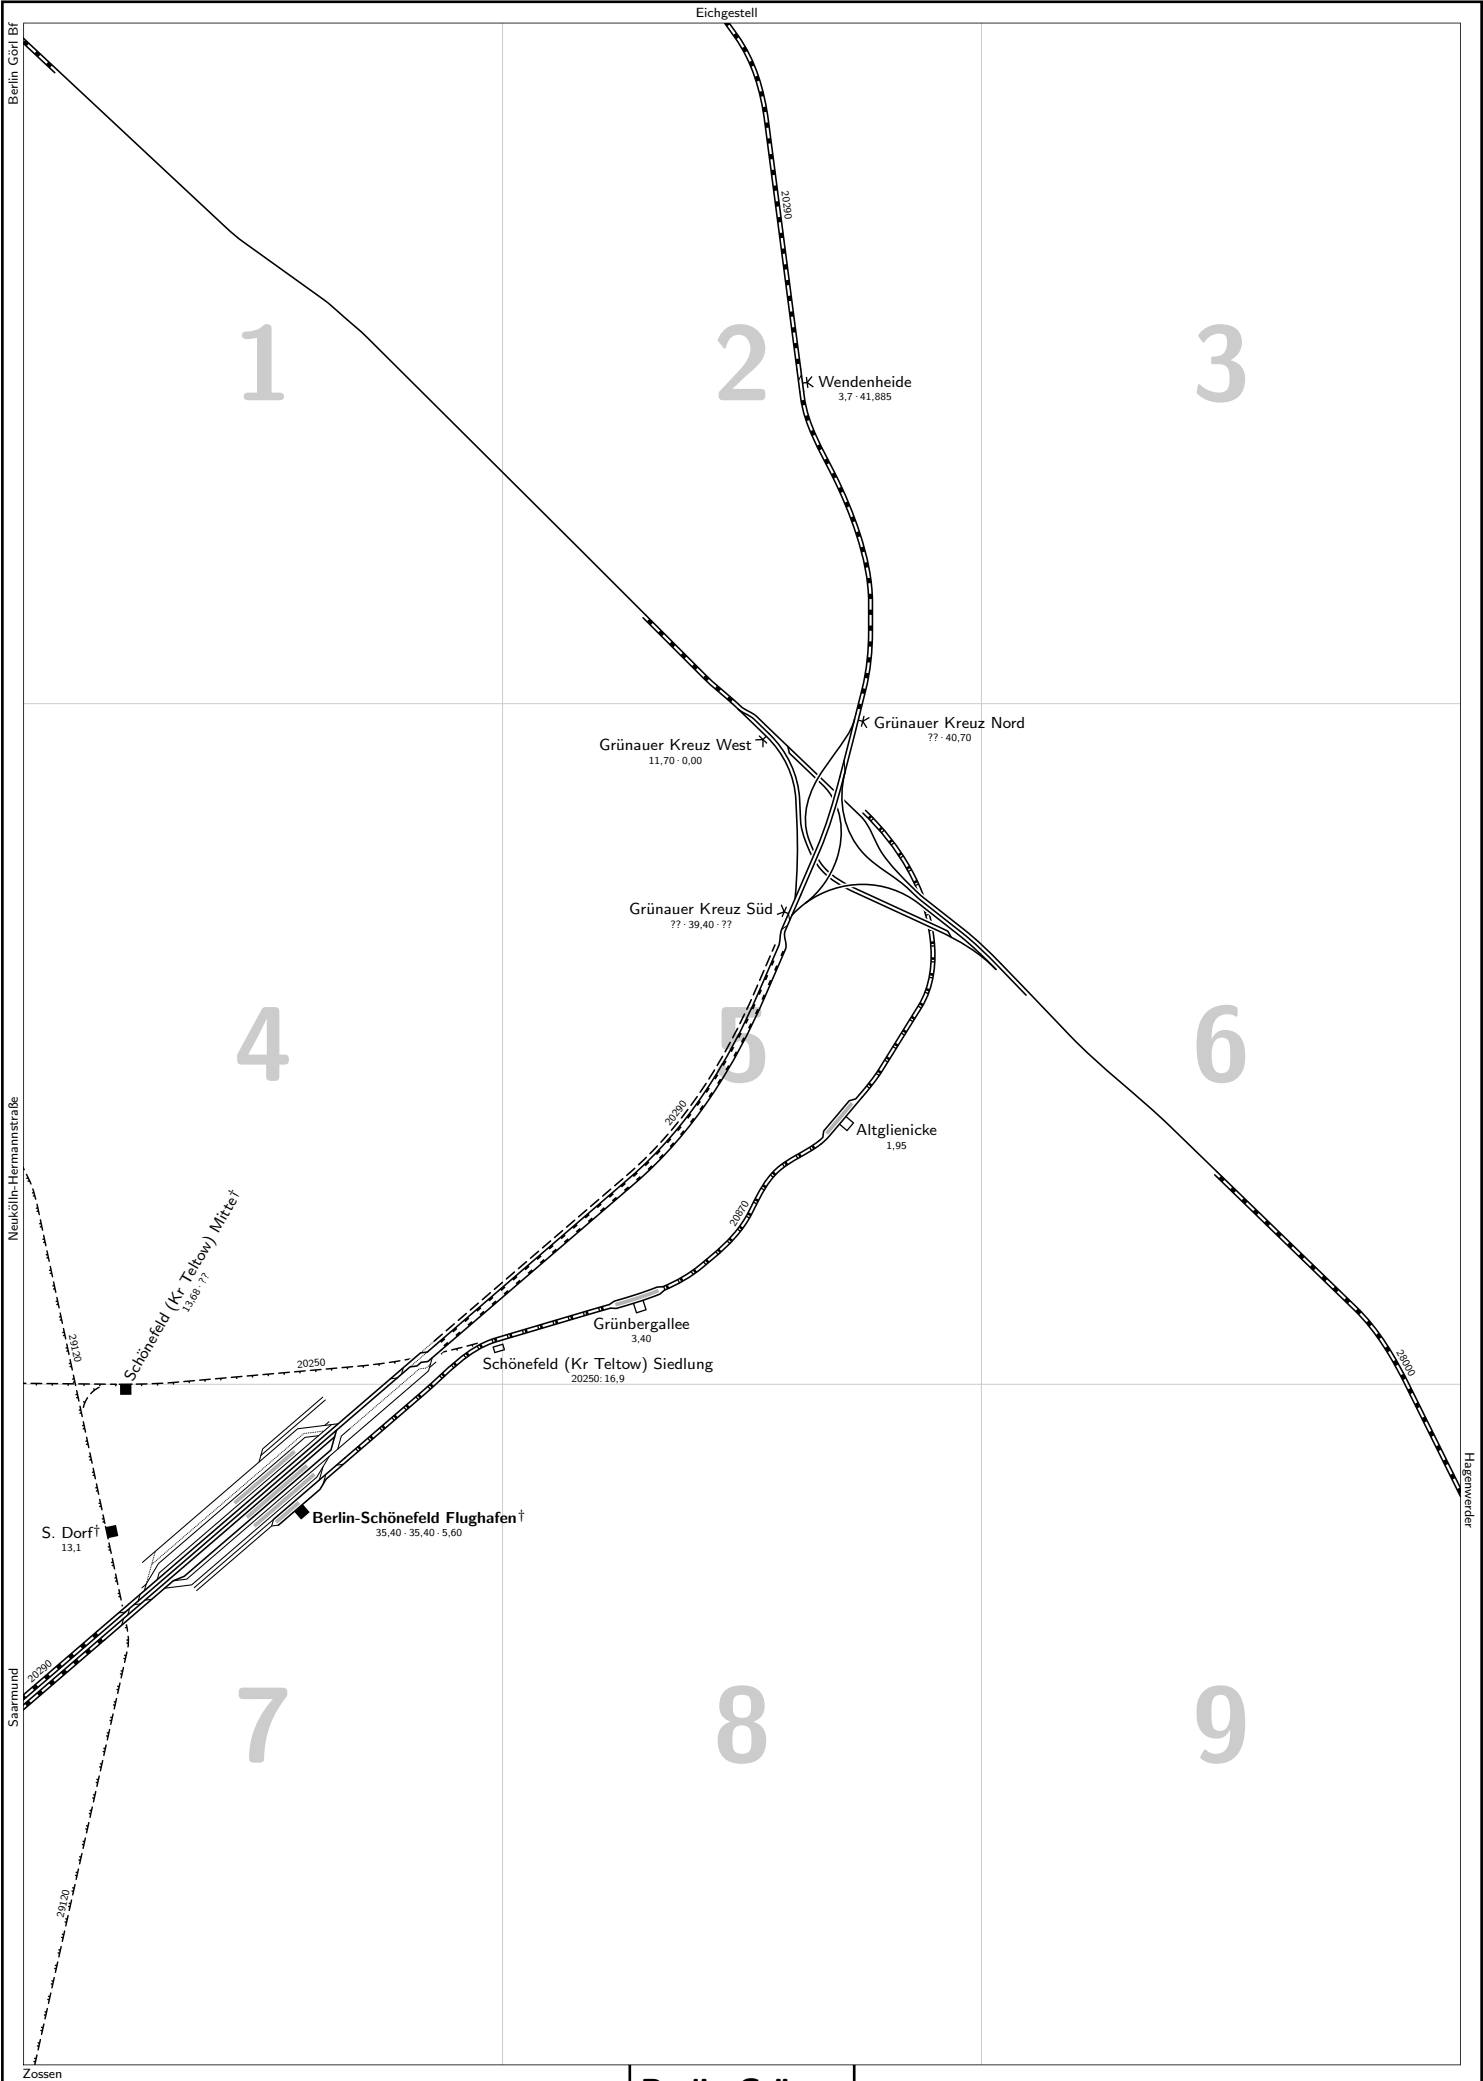 Eichgestell
Berlin Görl Bf
20290
1
2
3
Wendenheide
3,7 · 41,885
Grünauer Kreuz Nord
?? · 40,70
Grünauer Kreuz West
11,70 · 0,00
Grünauer Kreuz Süd
?? · 39,40 · ??
4
5
6
20290
Altglienicke
1,95
Neukölln-Hermannstraße
Schönefeld (Kr Teltow) Mitte†
13,68 · ??
20870
Grünbergallee
3,40
29120
20250
Schönefeld (Kr Teltow) Siedlung
20250: 16,9
28000
Hagenwerder
Berlin-Schönefeld Flughafen†
35,40 · 35,40 · 5,60
S. Dorf†
13,1
20290
Saarmund
7
8
9
29120
Zossen